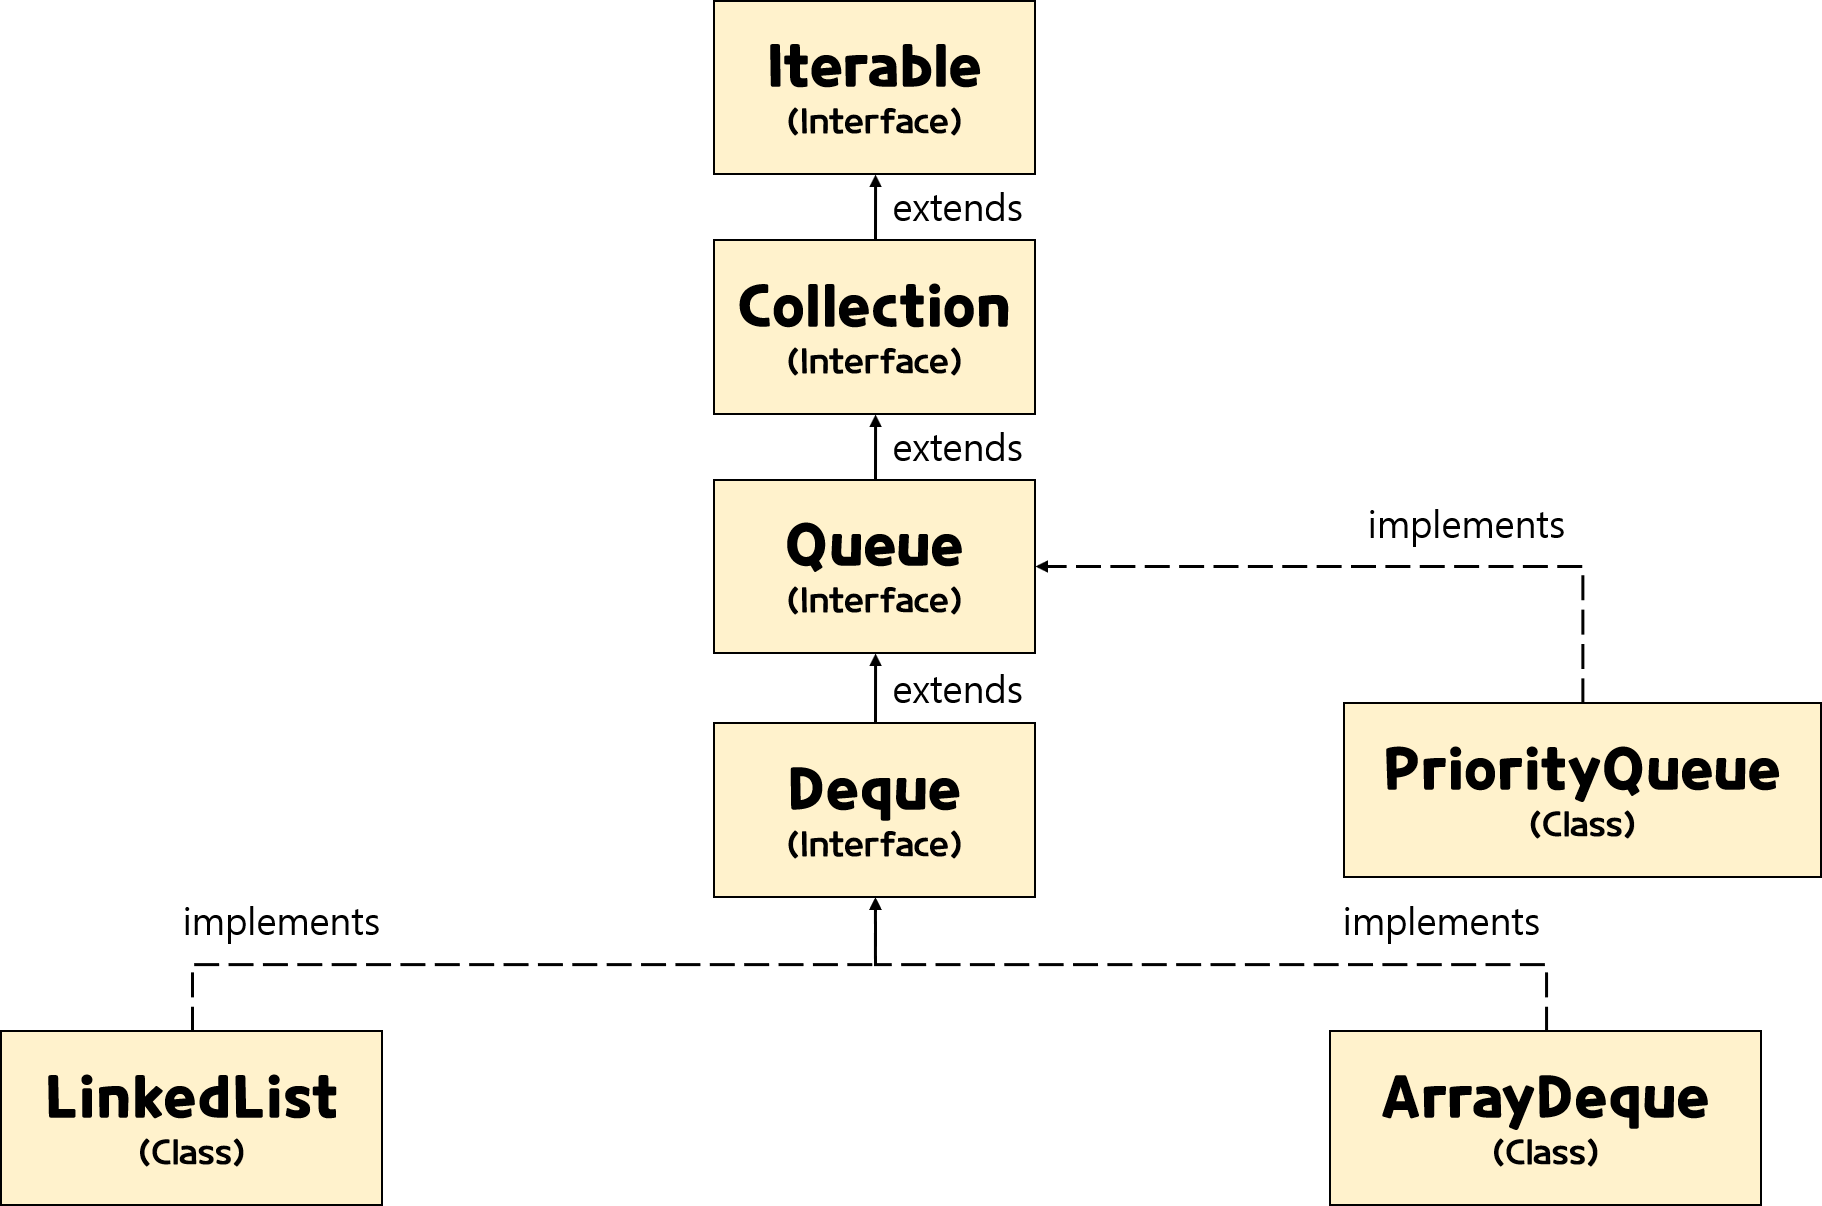 Iterable
(Interface)
extends
Collection
(Interface)
extends
Queue
(Interface)
implements
extends
Deque
(Interface)
PriorityQueue
(Class)
implements
implements
LinkedList
(Class)
ArrayDeque
(Class)